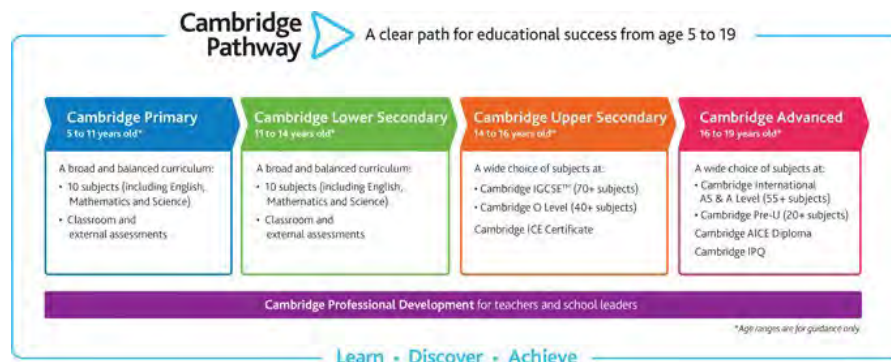 Cambridge
Pathway
A clear path for educational success from age 5 to 19
Cambridge Primary
5 to 11 years old*
A broad and balanced curriculum:
• 10 subjects (including English,
Mathematics and Science)
• Classroom and
external assessments
Cambridge Lower Secondary
11 to 14 years old*
A broad and balanced curriculum:
• 10 subjects (including English,
Mathematics and Science)
• Classroom and
external assessments
Cambridge Upper Secondary
14 to 16 years old*
A wide choice of subjects at:
• Cambridge IGCSE™ (70+ subjects)
• Cambridge O Level (40+ subjects)
Cambridge ICE Certificate
Cambridge Advanced
16 to 19 years old*
A wide choice of subjects at:
• Cambridge International
AS & A Level (55+ subjects)
• Cambridge Pre-U (20+ subjects)
Cambridge AICE Diploma
Cambridge IPQ
Cambridge Professional Development for teachers and school leaders
*Age ranges are for guidance only
Learn • Discover • Achieve